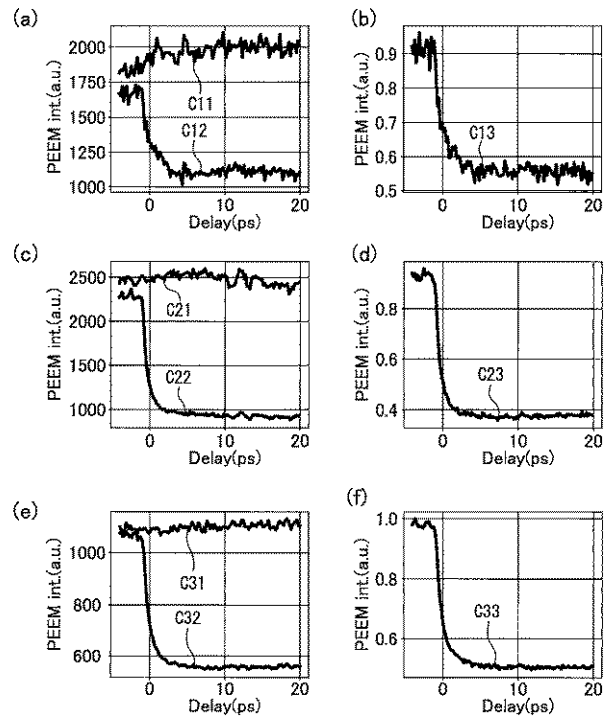 (a)
PEEM int.(a.u.)
2000
1750
1500
1250
1000
C11
C12
0 10 20
Delay(ps)
(b)
PEEM int.(a.u.)
0.9
0.8
0.7
0.6
0.5
C13
0 10 20
Delay(ps)
(c)
PEEM int.(a.u.)
2500
2000
1500
1000
C21
C22
0 10 20
Delay(ps)
(d)
PEEM int.(a.u.)
0.8
0.6
0.4
C23
0 10 20
Delay(ps)
(e)
PEEM int.(a.u.)
1000
800
600
C31
C32
0 10 20
Delay(ps)
(f)
PEEM int.(a.u.)
1.0
0.8
0.6
C33
0 10 20
Delay(ps)